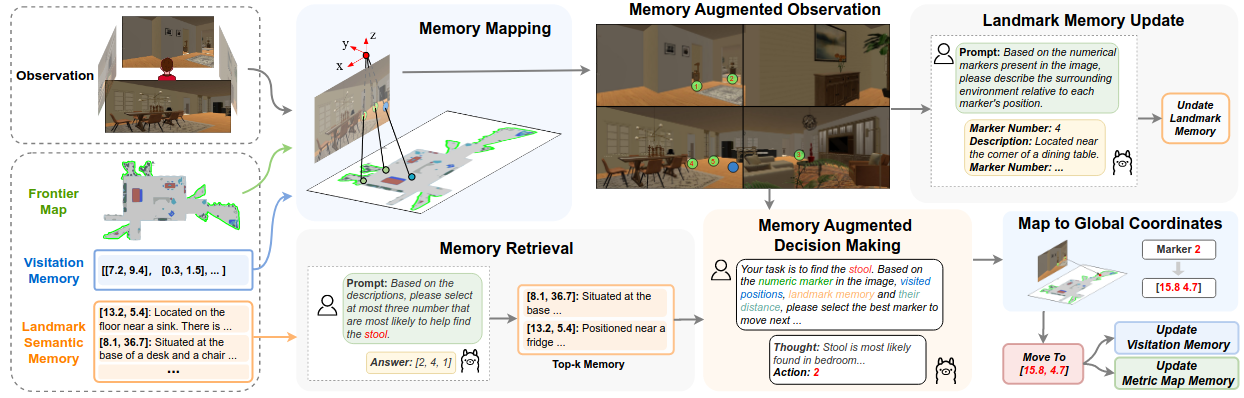 Observation
Frontier
Map
Visitation
Memory
[[7.2, 9.4], [0.3, 1.5], ... ]
Landmark
Semantic
Memory
[13.2, 5.4]: Located on the
floor near a sink. There is ...
[8.1, 36.7]: Situated at the
base of a desk and a chair ...
...
Memory Mapping
z
y
x
Memory Retrieval
Prompt: Based on the
descriptions, please select
at most three number that
are most likely to help find
the stool.
Answer: [2, 4, 1]
[8.1, 36.7]: Situated at the
base ...
[13.2, 5.4]: Positioned near a
fridge ...
Top-k Memory
Memory Augmented Observation
1
2
4
5
3
Memory Augmented
Decision Making
Your task is to find the stool. Based
on the numeric marker in the image, visited
positions, landmark memory and their
distance, please select the best marker to
move next ...
Thought: Stool is most likely
found in bedroom...
Action: 2
Landmark Memory Update
Prompt: Based on the numerical
markers present in the image,
please describe the surrounding
environment relative to each
marker's position.
Marker Number: 4
Description: Located near
the corner of a dining table.
Marker Number: ...
Undate
Landmark
Memory
Map to Global Coordinates
Marker 2
[15.8 4.7]
Move To
[15.8, 4.7]
Update
Visitation Memory
Update
Metric Map Memory